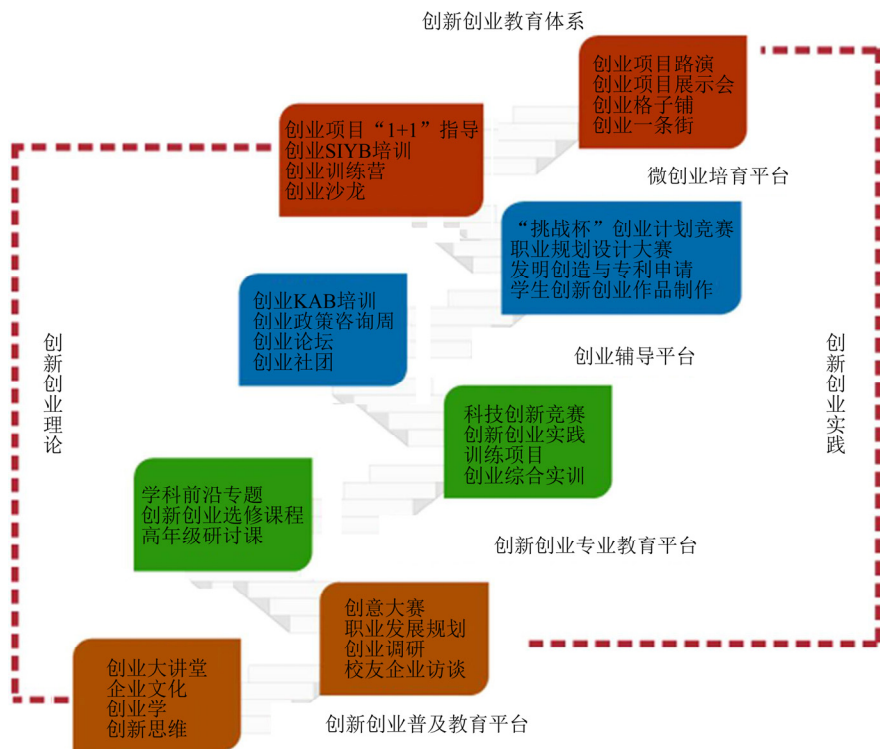 创新创业教育体系
创业项目路演
创业项目展示会
创业格子铺
创业一条街
创业项目“1+1”指导
创业SIYB培训
创业训练营
创业沙龙
微创业培育平台
“挑战杯”创业计划竞赛
职业规划设计大赛
发明创造与专利申请
学生创新创业作品制作
创业KAB培训
创业政策咨询周
创业论坛
创业社团
创业辅导平台
创新创业理论
创新创业实践
科技创新竞赛
创新创业实践
训练项目
创业综合实训
学科前沿专题
创新创业选修课程
高年级研讨课
创新创业专业教育平台
创意大赛
职业发展规划
创业调研
校友企业访谈
创业大讲堂
企业文化
创业学
创新思维
创新创业普及教育平台